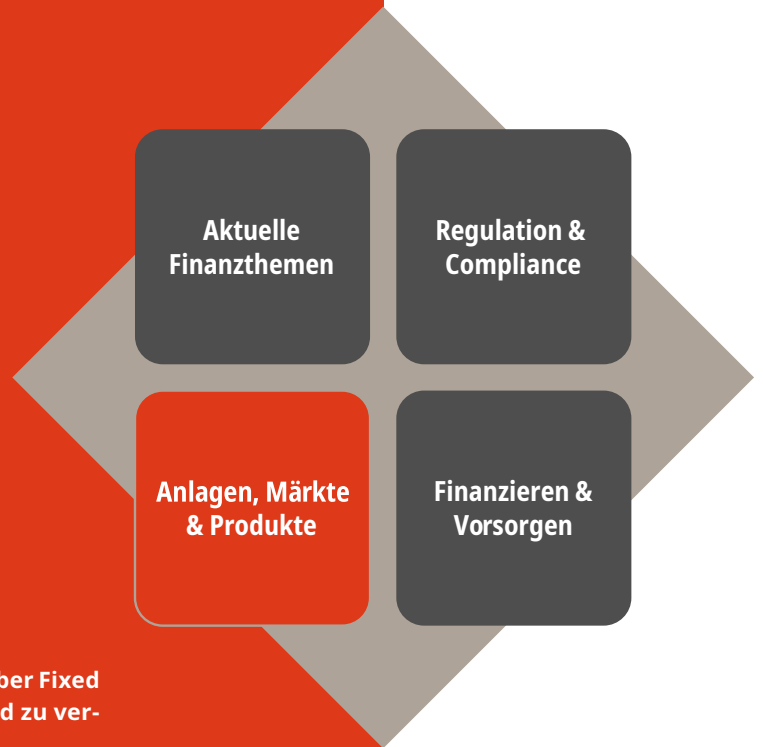 Aktuelle
Finanzthemen
Regulation &
Compliance
Anlagen, Märkte
& Produkte
Finanzieren &
Vorsorgen
Fixed
zu ver-